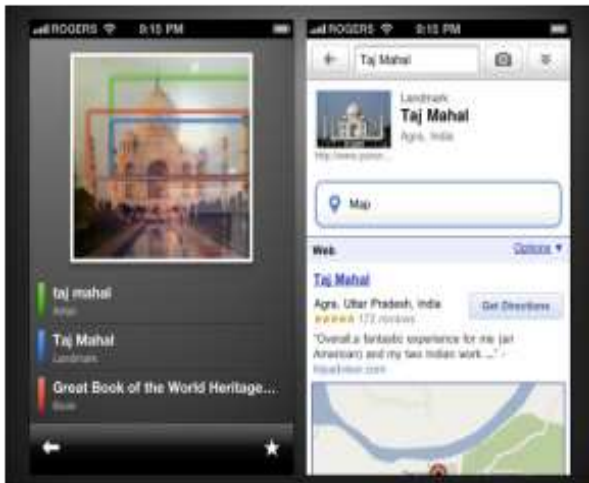 ROGERS 9:15 PM
taj mahal
Taj Mahal
Landmark
Great Book of the World Heritage...
Book
ROGERS 9:15 PM
Taj Mahal
Landmark
Taj Mahal
Agra, India
Map
Web
Options ▼
Taj Mahal
Agra, Uttar Pradesh, India
Get Directions
172 reviews
"Overall a fantastic experience for me (an
American) and my two Indian work ..." -
tripadvisor.com